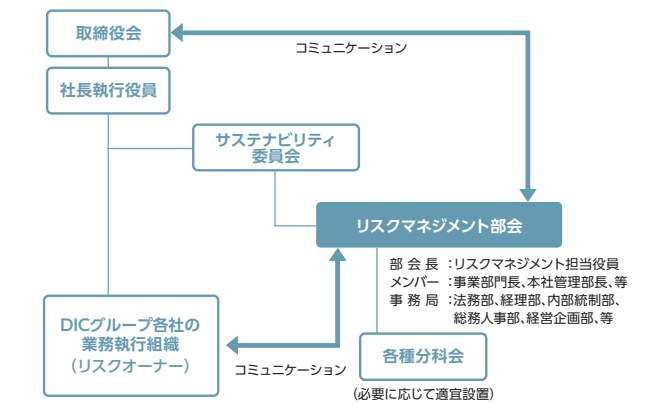 取締役会
コミュニケーション
社長執行役員
サステナビリティ
委員会
リスクマネジメント部会
部 会 長 ：リスクマネジメント担当役員
メンバー ：事業部門長、本社管理部長、等
事 務 局 ：法務部、経理部、内部統制部、
総務人事部、経営企画部、等
DICグループ各社の
業務執行組織
（リスクオーナー）
コミュニケーション
各種分科会
（必要に応じて適宜設置）